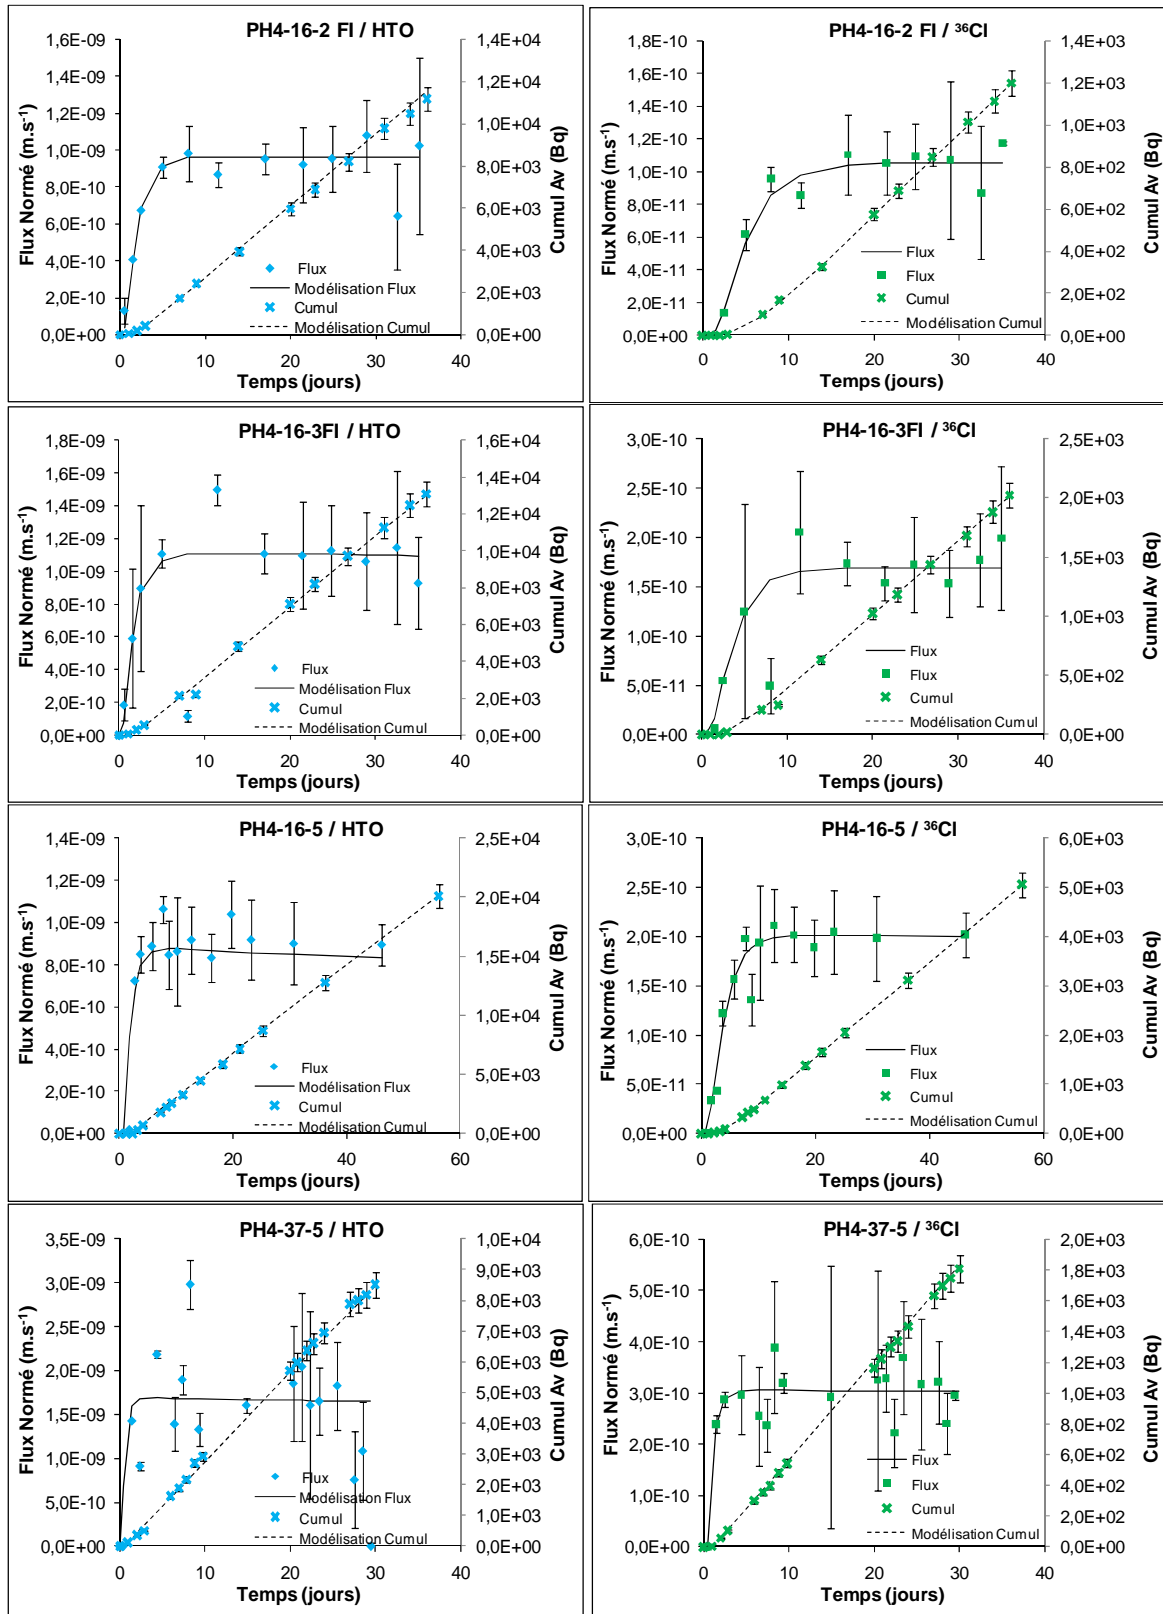 PH4-16-2 FI / HTO
1,6E-09
1,4E-09
1,2E-09
1,0E-09
8,0E-10
6,0E-10
4,0E-10
2,0E-10
0,0E+00
Flux Normé (m.s-1)
1,4E+04
1,2E+04
1,0E+04
8,0E+03
6,0E+03
4,0E+03
2,0E+03
0,0E+00
Cumul Av (Bq)
Flux
Modélisation Flux
Cumul
Modélisation Cumul
0 10 20 30 40
Temps (jours)
PH4-16-2 FI / 36Cl
1,6E-10
1,4E-10
1,2E-10
1,0E-10
8,0E-11
6,0E-11
4,0E-11
2,0E-11
0,0E+00
Flux Normé (m.s-1)
1,4E+03
1,2E+03
1,0E+03
8,0E+02
6,0E+02
4,0E+02
2,0E+02
0,0E+00
Cumul Av (Bq)
Flux
Flux
Cumul
Modélisation Cumul
0 10 20 30 40
Temps (jours)
PH4-16-3FI / HTO
1,8E-09
1,6E-09
1,4E-09
1,2E-09
1,0E-09
8,0E-10
6,0E-10
4,0E-10
2,0E-10
0,0E+00
Flux Normé (m.s-1)
1,6E+04
1,4E+04
1,2E+04
1,0E+04
8,0E+03
6,0E+03
4,0E+03
2,0E+03
0,0E+00
Cumul Av (Bq)
Flux
Modélisation Flux
Cumul
Modélisation Cumul
0 10 20 30 40
Temps (jours)
PH4-16-3FI / 36Cl
3,0E-10
2,5E-10
2,0E-10
1,5E-10
1,0E-10
5,0E-11
0,0E+00
Flux Normé (m.s-1)
2,5E+03
2,0E+03
1,5E+03
1,0E+03
5,0E+02
0,0E+00
Cumul Av (Bq)
Flux
Flux
Cumul
Modélisation Cumul
0 10 20 30 40
Temps (jours)
PH4-16-5 / HTO
1,4E-09
1,2E-09
1,0E-09
8,0E-10
6,0E-10
4,0E-10
2,0E-10
0,0E+00
Flux Normé (m.s-1)
2,5E+04
2,0E+04
1,5E+04
1,0E+04
5,0E+03
0,0E+00
Cumul Av (Bq)
Flux
Modélisation Flux
Cumul
Modélisation Cumul
0 20 40 60
Temps (jours)
PH4-16-5 / 36Cl
3,0E-10
2,5E-10
2,0E-10
1,5E-10
1,0E-10
5,0E-11
0,0E+00
Flux Normé (m.s-1)
6,0E+03
5,0E+03
4,0E+03
3,0E+03
2,0E+03
1,0E+03
0,0E+00
Cumul Av (Bq)
Flux
Flux
Cumul
Modélisation Cumul
0 20 40 60
Temps (jours)
PH4-37-5 / HTO
3,5E-09
3,0E-09
2,5E-09
2,0E-09
1,5E-09
1,0E-09
5,0E-10
0,0E+00
Flux Normé (m.s-1)
1,0E+04
9,0E+03
8,0E+03
7,0E+03
6,0E+03
5,0E+03
4,0E+03
3,0E+03
2,0E+03
1,0E+03
0,0E+00
Cumul Av (Bq)
Flux
Modélisation Flux
Cumul
Modélisation Cumul
0 10 20 30 40
Temps (jours)
PH4-37-5 / 36Cl
6,0E-10
5,0E-10
4,0E-10
3,0E-10
2,0E-10
1,0E-10
0,0E+00
Flux Normé (m.s-1)
2,0E+03
1,8E+03
1,6E+03
1,4E+03
1,2E+03
1,0E+03
8,0E+02
6,0E+02
4,0E+02
2,0E+02
0,0E+00
Cumul Av (Bq)
Flux
Flux
Cumul
Modélisation Cumul
0 10 20 30 40
Temps (jours)